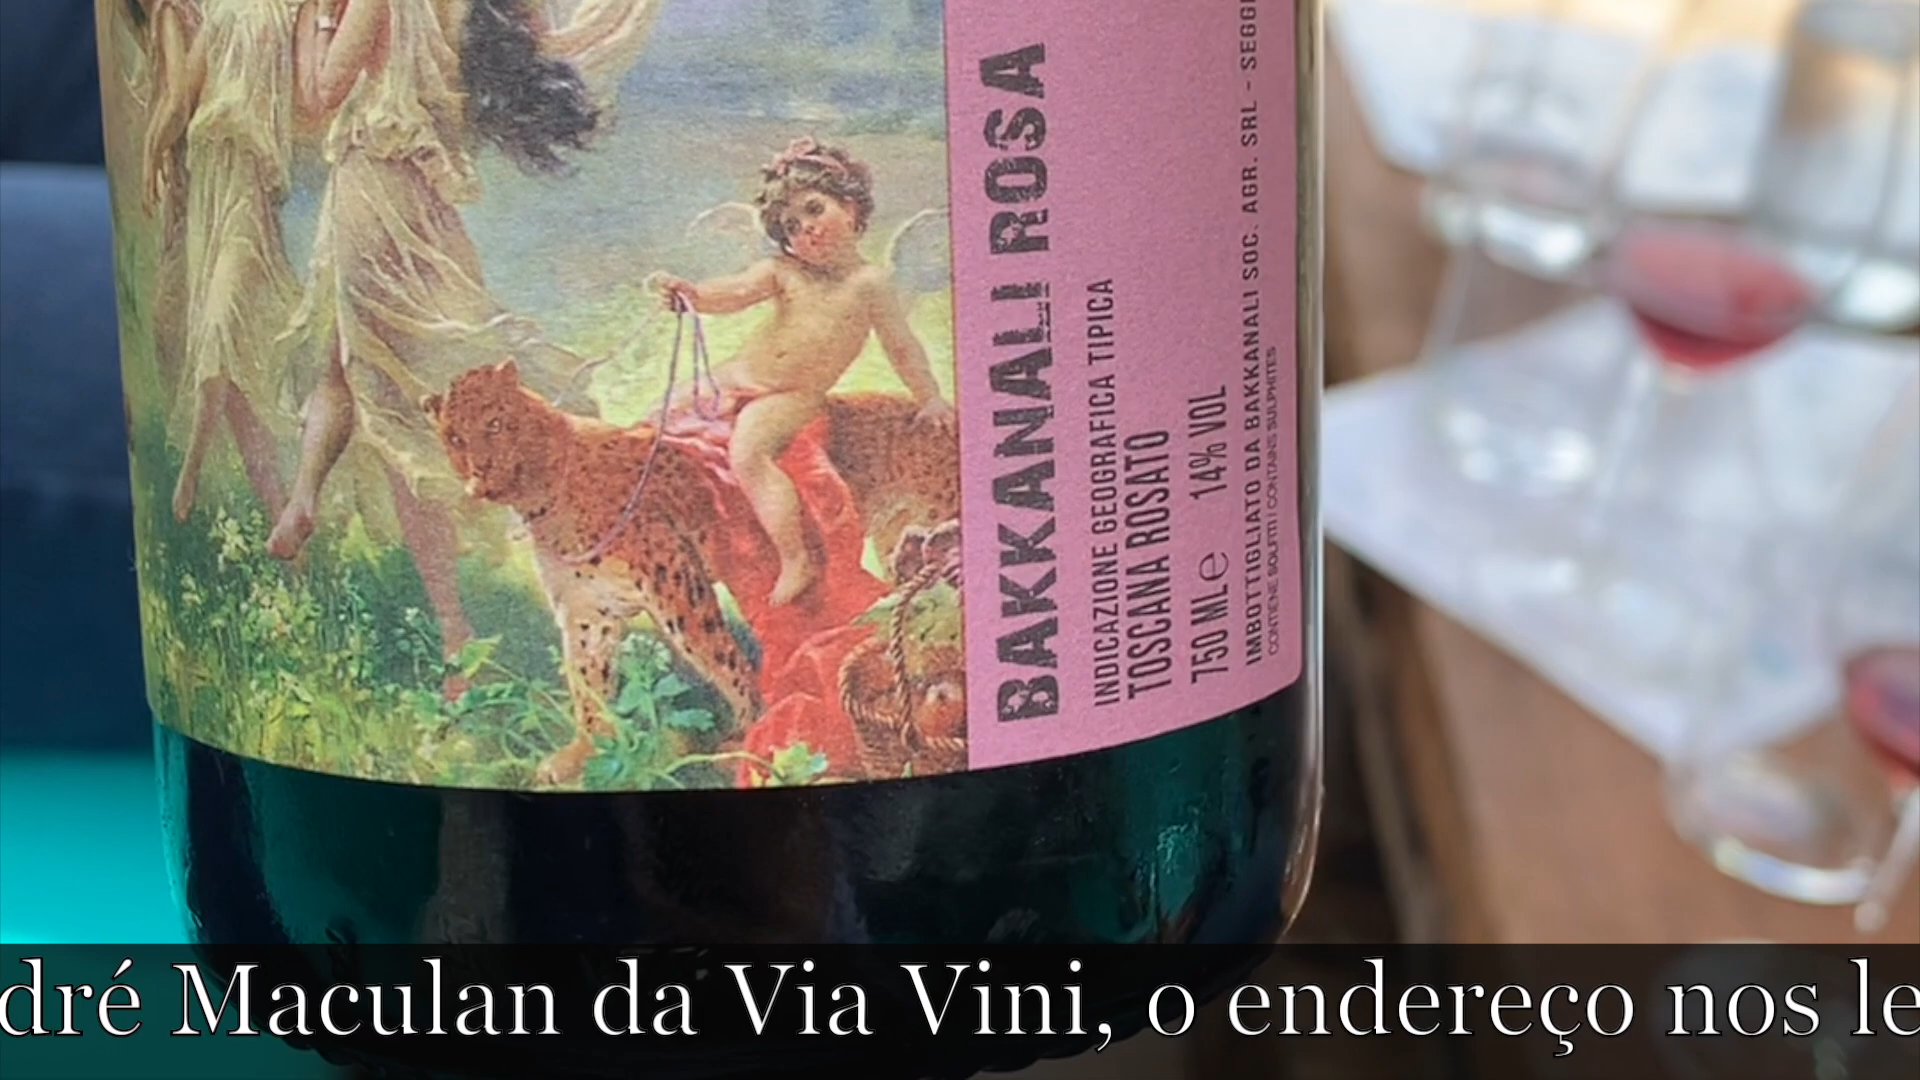 BAKKANALI ROSA
INDICAZIONE GEOGRAFICA TIPICA
TOSCANA ROSATO
750 ML e 14% VOL
IMBOTTIGLIATO DA BAKKANALI SOC. AGR. SRL -
CONTIENE SOLFITI | CONTAINS SULPHITES
dré Maculan da Via Vini, o endereço nos le